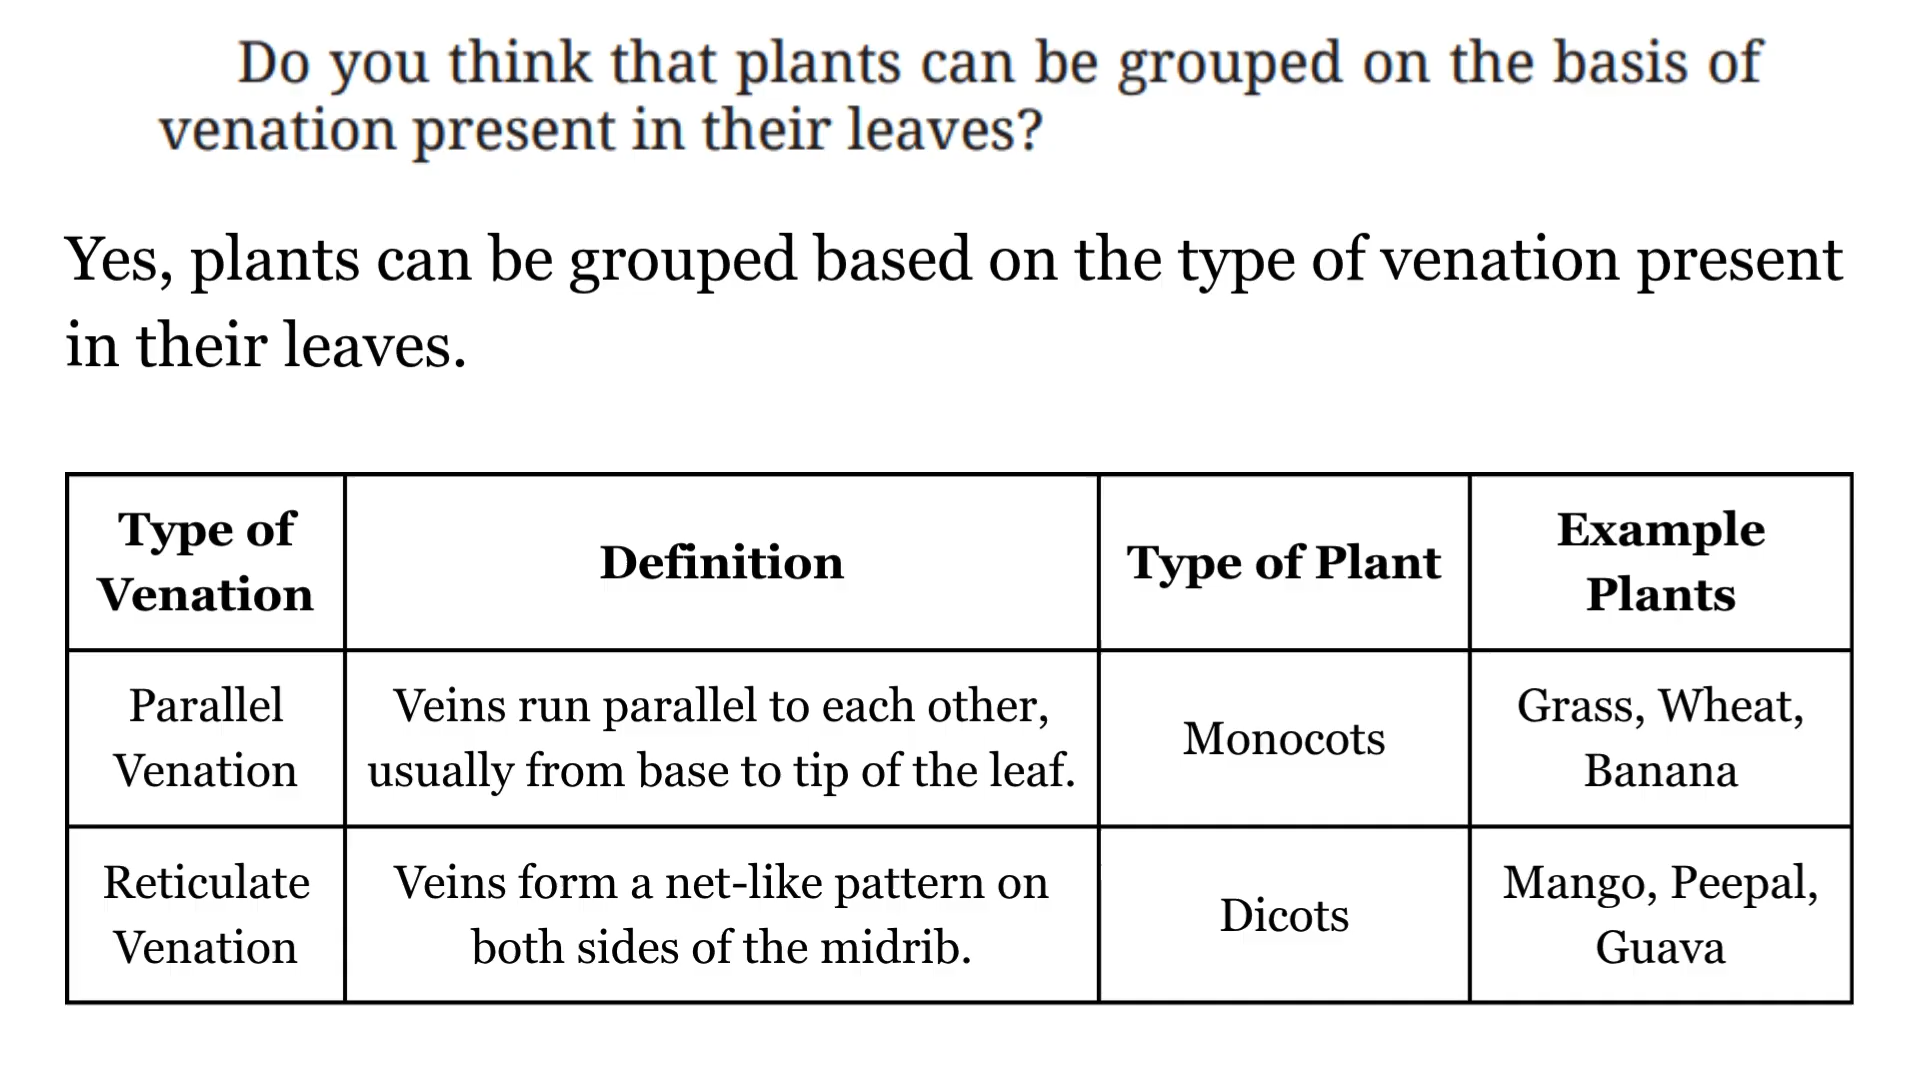 Do you think that plants can be grouped on the basis of
venation present in their leaves?
Yes, plants can be grouped based on the type of venation present
in their leaves.
Type of
Venation
Definition
Type of Plant
Example
Plants
Parallel
Venation
Veins run parallel to each other,
usually from base to tip of the leaf.
Monocots
Grass, Wheat,
Banana
Reticulate
Venation
Veins form a net-like pattern on
both sides of the midrib.
Dicots
Mango, Peepal,
Guava